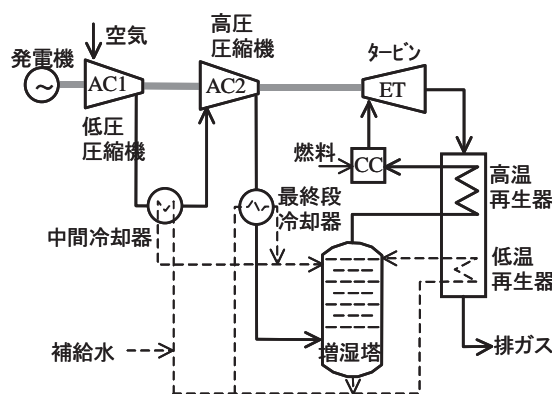 空気
高圧
圧縮機
タービン
発電機
~
AC1
AC2
ET
低圧
圧縮機
燃料
CC
高温
再生器
最終段
冷却器
中間冷却器
低温
再生器
補給水
増湿塔
排ガス